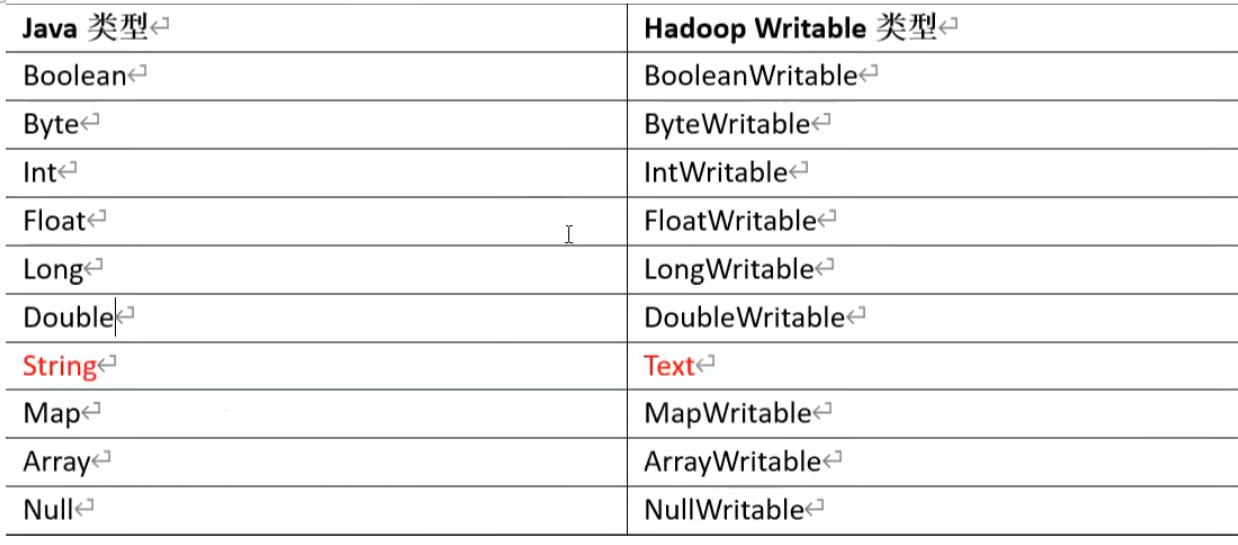 Java 类型 Hadoop Writable 类型
Boolean BooleanWritable
Byte ByteWritable
Int IntWritable
Float FloatWritable
Long LongWritable
Double DoubleWritable
String Text
Map MapWritable
Array ArrayWritable
Null NullWritable